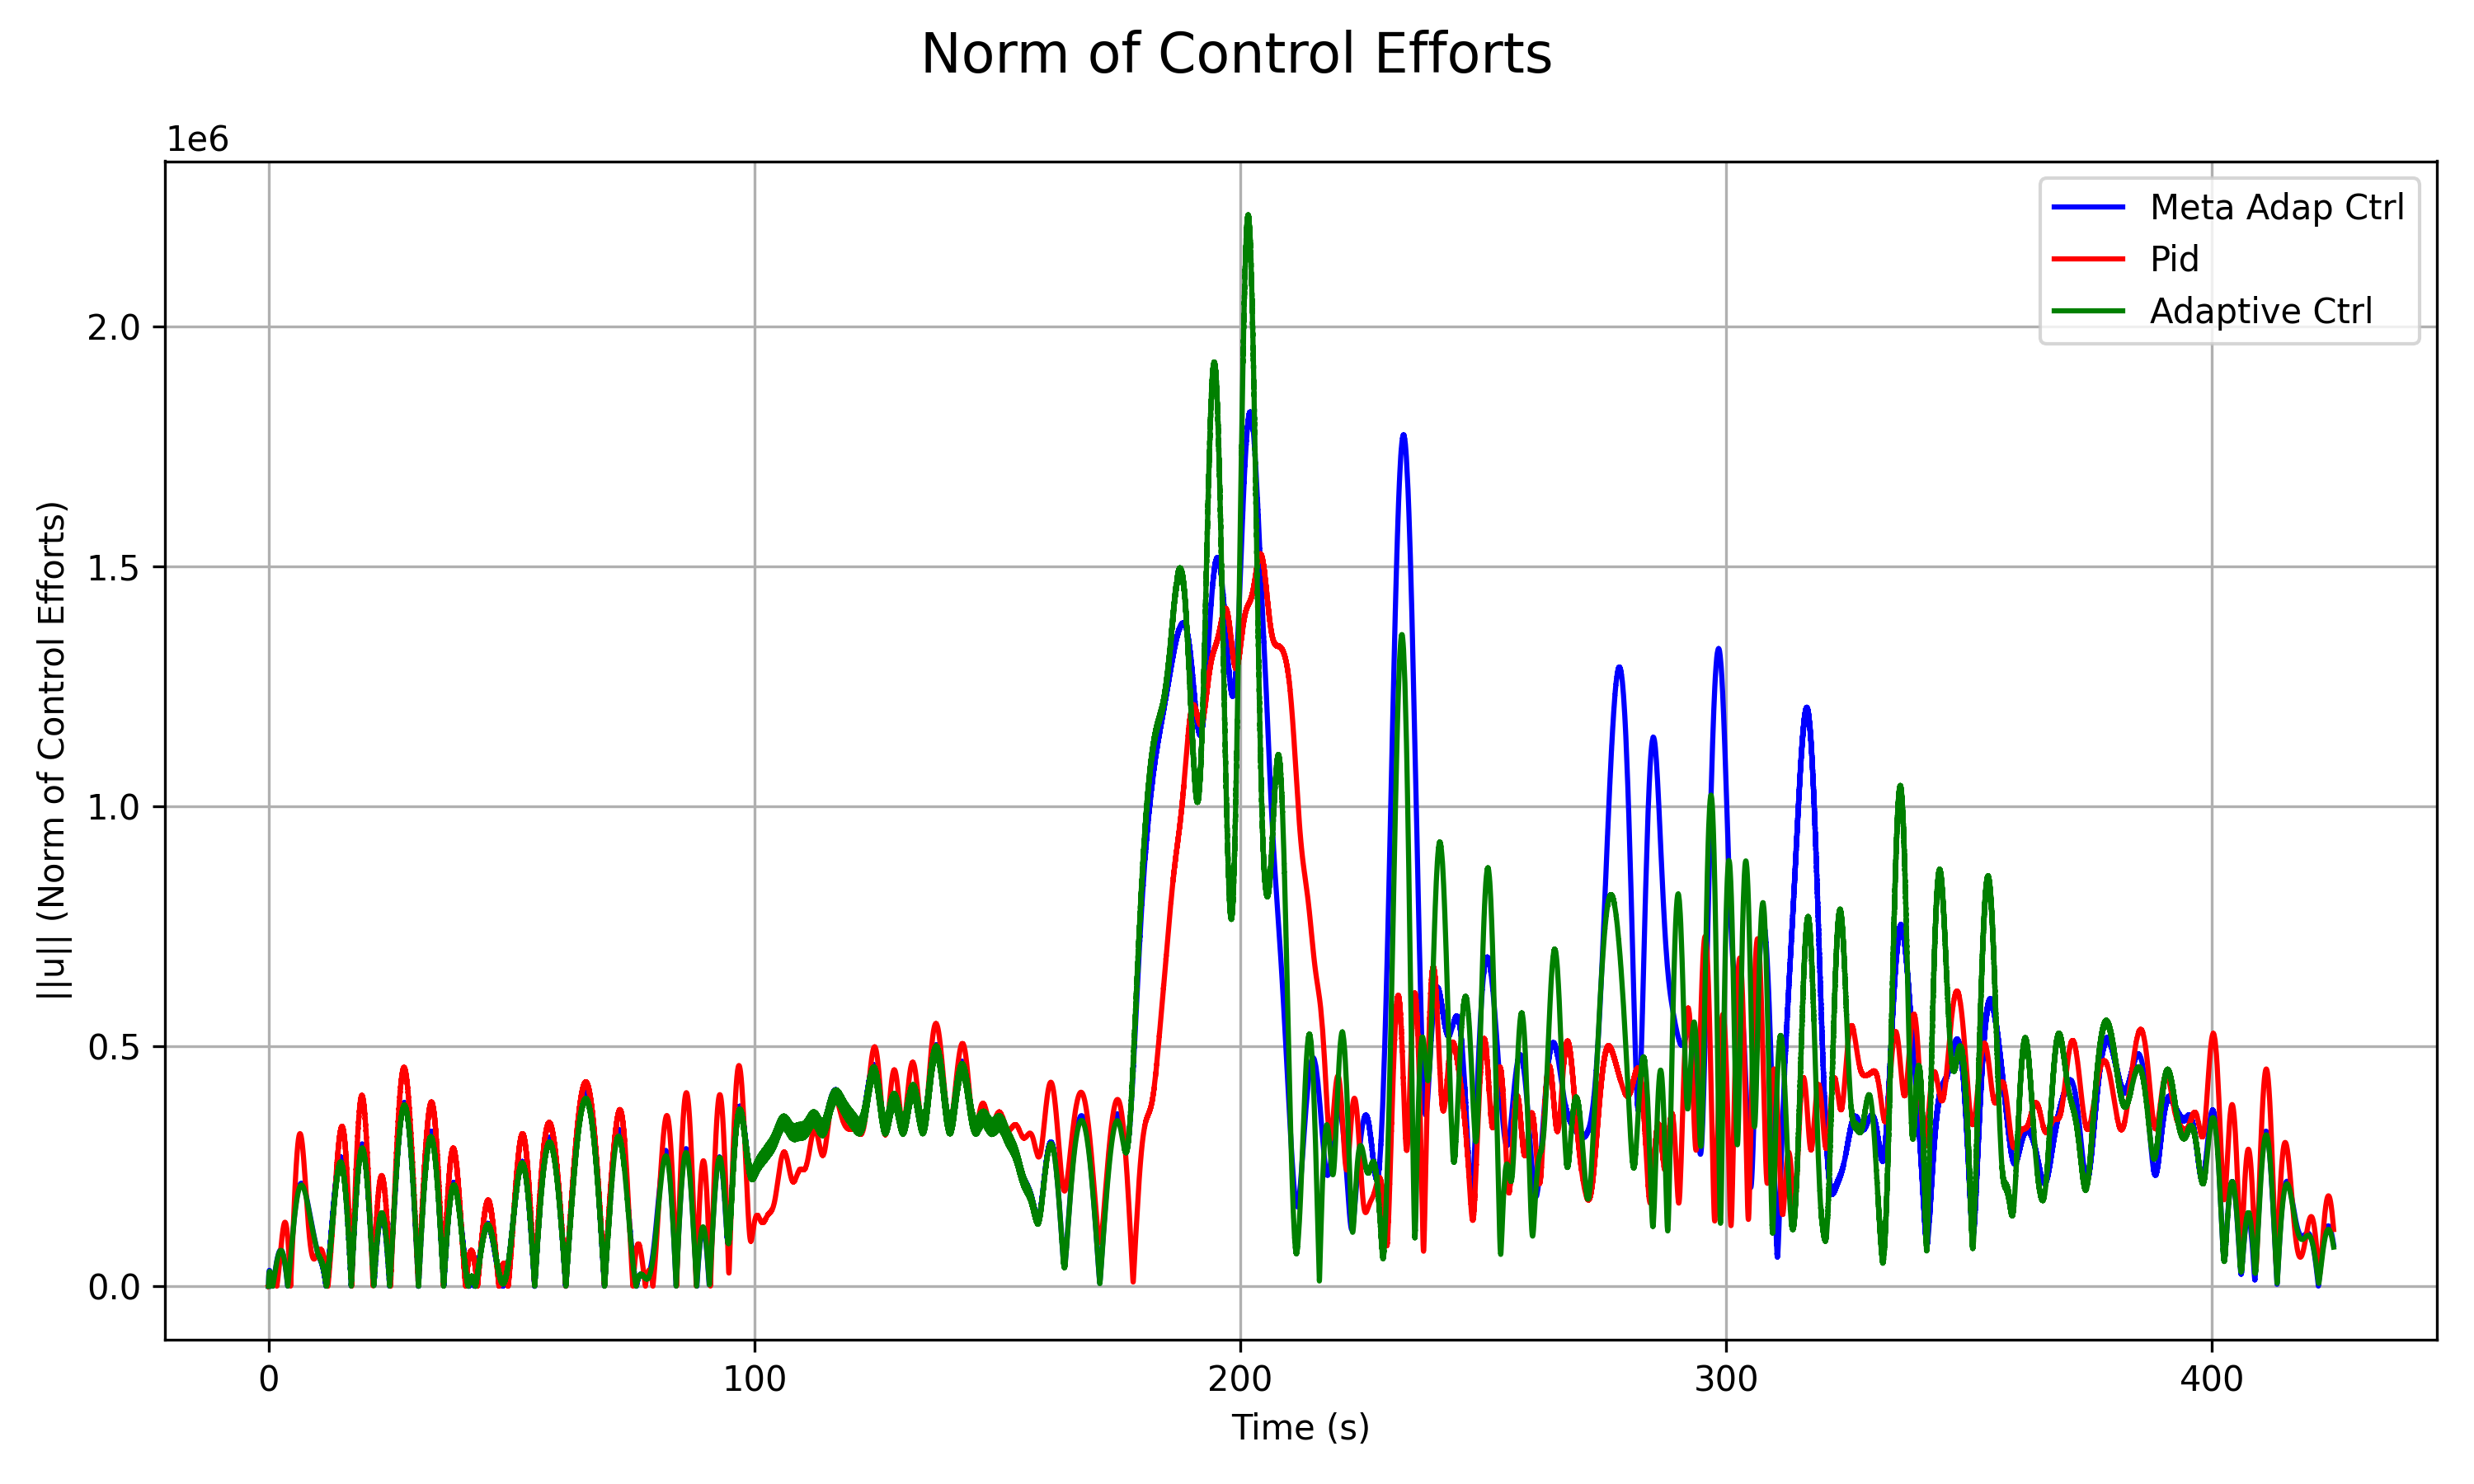 Norm of Control Efforts
1e6
Meta Adap Ctrl
Pid
Adaptive Ctrl
2.0
1.5
1.0
0.5
0.0
||u|| (Norm of Control Efforts)
0 100 200 300 400
Time (s)